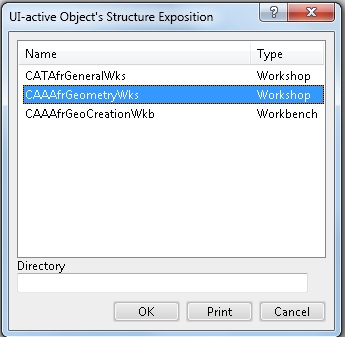 UI-active Object's Structure Exposition
Name Type
CATAfrGeneralWks Workshop
CAAAfrGeometryWks Workshop
CAAAfrGeoCreationWkb Workbench
Directory
OK Print Cancel